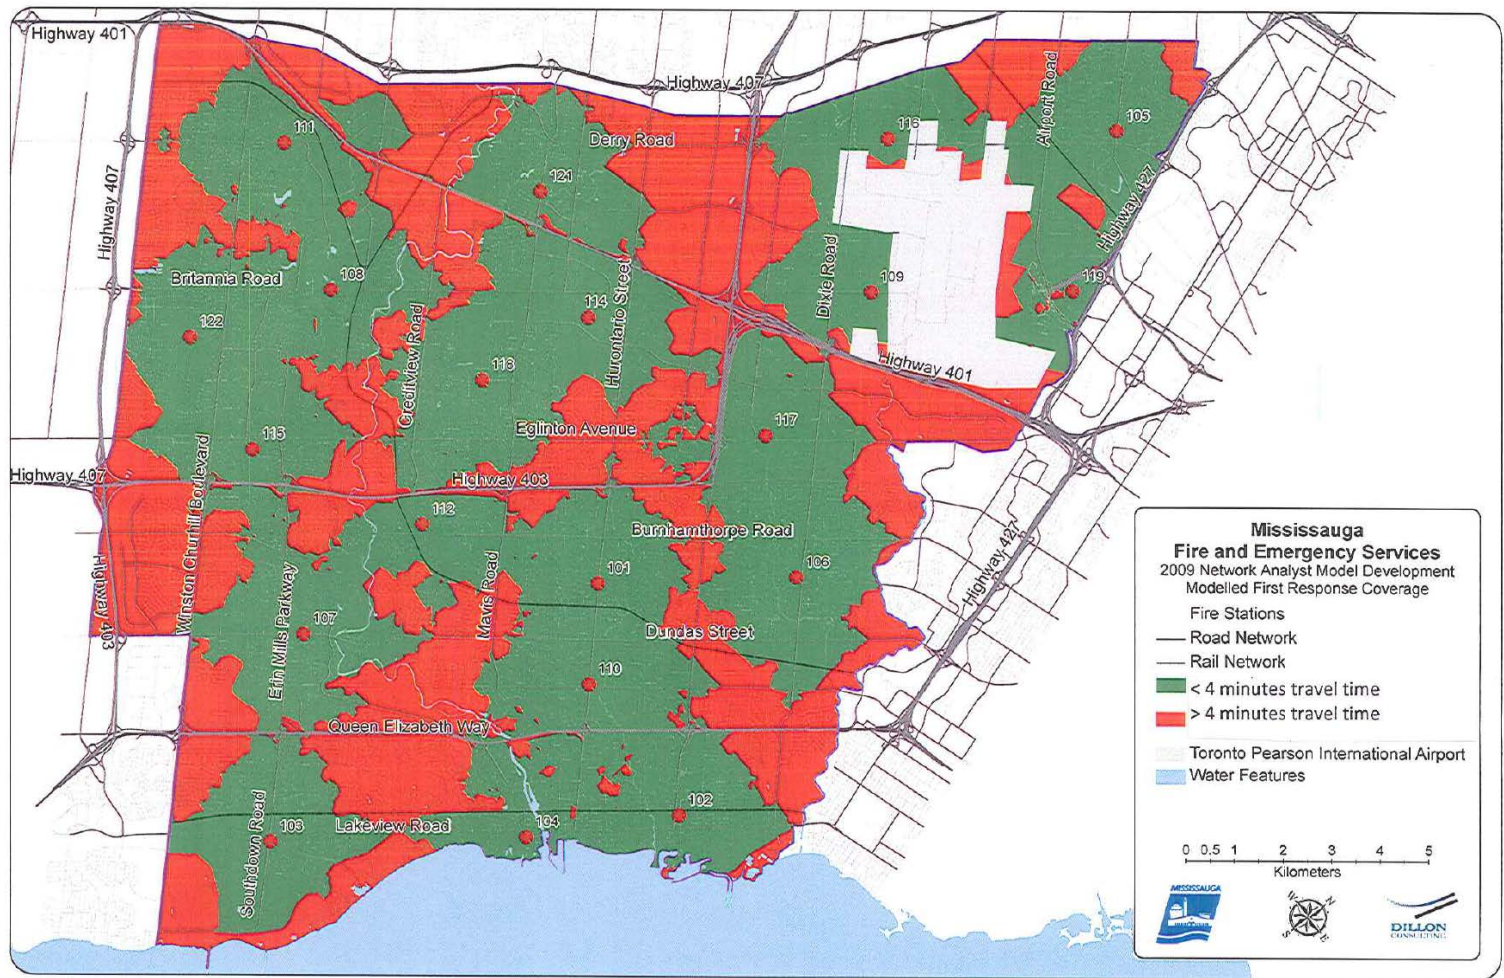 Highway 401
Highway 407
Derry Road
Airport Road
105
116
111
121
Highway 407
Highway 427
Britannia Road
108
Dixie Road
109
119
122
114
Hurontario Street
118
Creditview Road
Highway 401
Eglinton Avenue
117
115
Highway 407
Highway 403
Winston Churhill Boulevard
112
Burnhamthorpe Road
Highway 427
106
101
Mavis Road
Highway 403
Erin Mills Parkway
107
Dundas Street
110
Queen Elizabeth Way
102
103
Lakeview Road
104
Southdown Road
Mississauga
Fire and Emergency Services
2009 Network Analyst Model Development
Modelled First Response Coverage
Fire Stations
Road Network
Rail Network
< 4 minutes travel time
> 4 minutes travel time
Toronto Pearson International Airport
Water Features
0 0.5 1 2 3 4 5
Kilometers
MISSISSAUGA
N
W
E
S
DILLON
CONSULTING